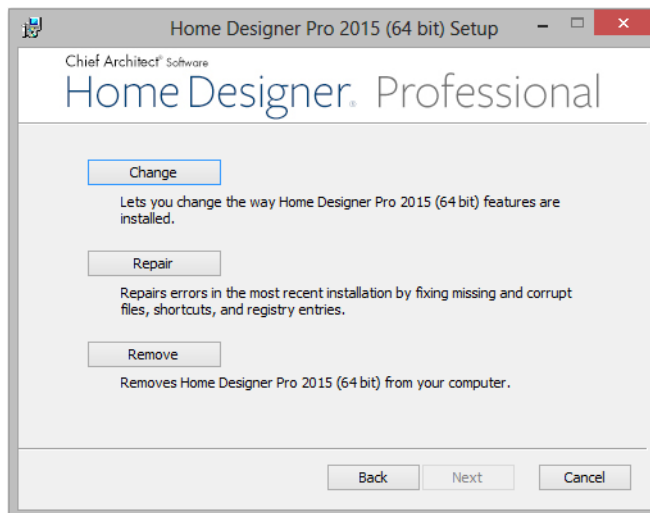 Home Designer Pro 2015 (64 bit) Setup
Chief Architect® Software
Home Designer® Professional
Change
Lets you change the way Home Designer Pro 2015 (64 bit) features are
installed.
Repair
Repairs errors in the most recent installation by fixing missing and corrupt
files, shortcuts, and registry entries.
Remove
Removes Home Designer Pro 2015 (64 bit) from your computer.
Back Next Cancel